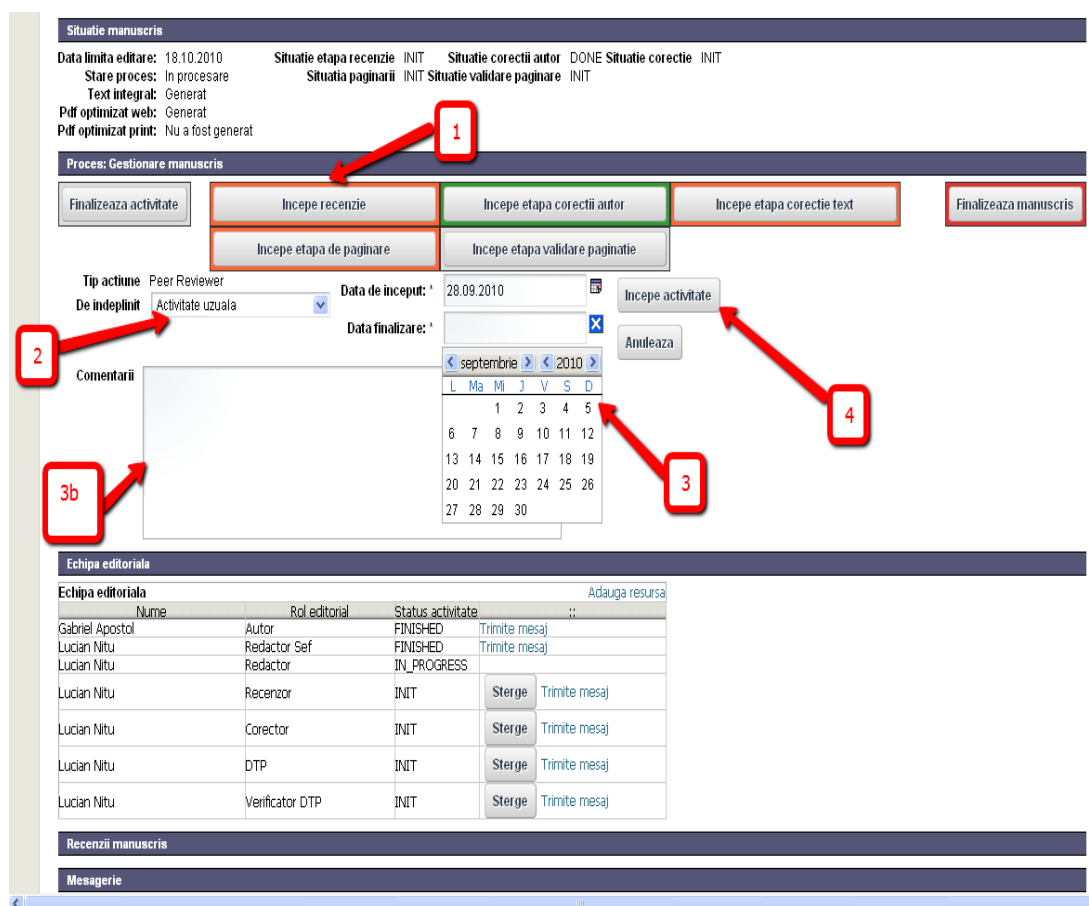 Situatie manuscris
Data limita editare: 18.10.2010 Situatie etapa recenzie INIT Situatie corectii autor DONE Situatie corectie INIT
Stare proces: In procesare Situatia paginarii INIT Situatie validare paginare INIT
Text integral: Generat
Pdf optimizat web: Generat
Pdf optimizat print: Nu a fost generat
1
Proces: Gestionare manuscris
Finalizeaza activitate Incepe recenzie Incepe etapa corectii autor Incepe etapa corectie text Finalizeaza manuscris
Incepe etapa de paginare Incepe etapa validare paginatie
Tip actiune Peer Reviewer Data de inceput: * 28.09.2010 Incepe activitate
De indeplinit Activitate uzuala
Data finalizare: * Anuleaza
2
Comentarii
septembrie 2010
L Ma Mi J V S D
1 2 3 4 5
6 7 8 9 10 11 12
13 14 15 16 17 18 19
20 21 22 23 24 25 26
27 28 29 30
4
3
3b
Echipa editoriala
Echipa editoriala Adauga resursa
Nume Rol editorial Status activitate ::
Gabriel Apostol Autor FINISHED Trimite mesaj
Lucian Nitu Redactor Sef FINISHED Trimite mesaj
Lucian Nitu Redactor IN_PROGRESS
Lucian Nitu Recenzor INIT Sterge Trimite mesaj
Lucian Nitu Corector INIT Sterge Trimite mesaj
Lucian Nitu DTP INIT Sterge Trimite mesaj
Lucian Nitu Verificator DTP INIT Sterge Trimite mesaj
Recenzii manuscris
Mesagerie